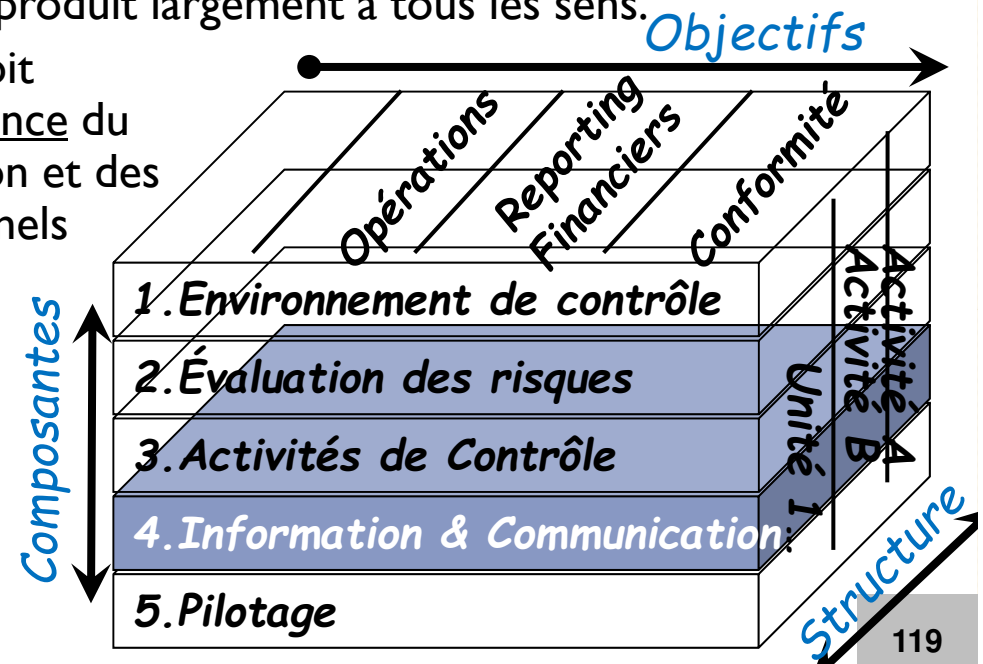 produit largement à tous les sens.
oit
ance du
on et des
nels
Objectifs
Opérations
Reporting
Financiers
Conformité
Composantes
1.Environnement de contrôle
2.Évaluation des risques
3.Activités de Contrôle
4.Information & Communication
5.Pilotage
Unité 1...
Activité B
Activité A
Structure
119